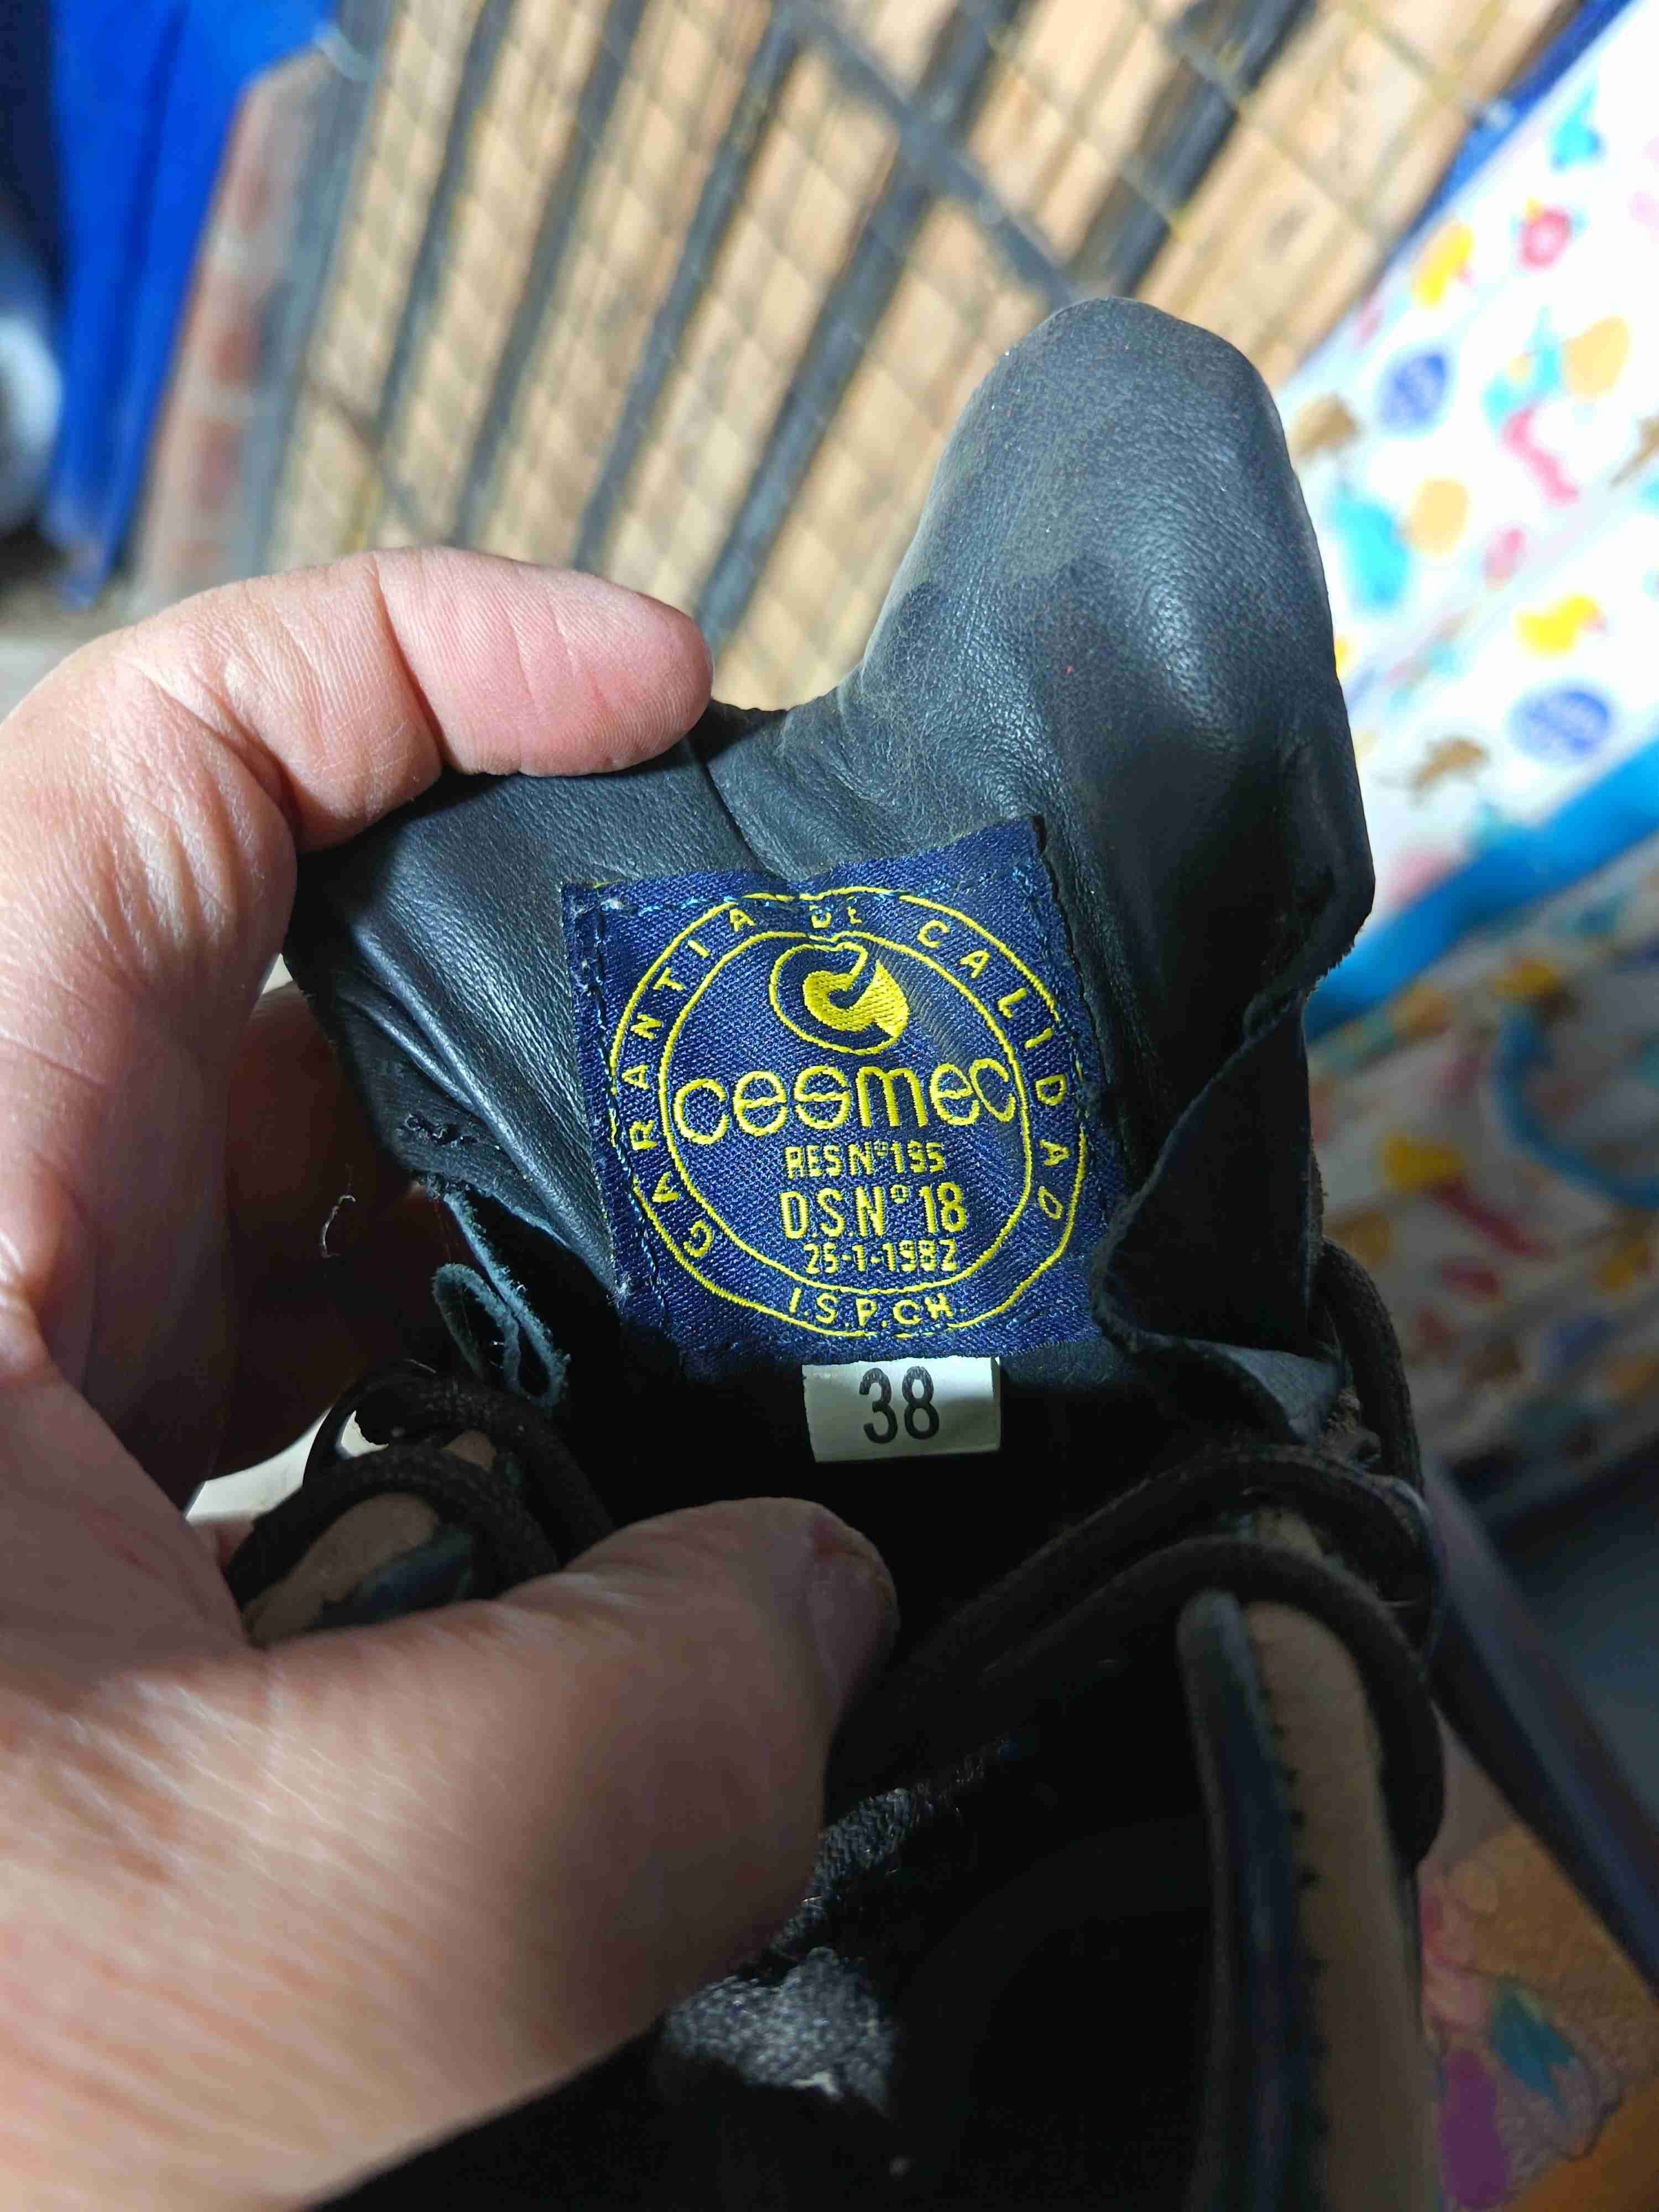 GARANTIA DE CALIDAD
cesmec
RES Nº 195
D.S.Nº 18
25-1-1982
I.S.P.CH.
38